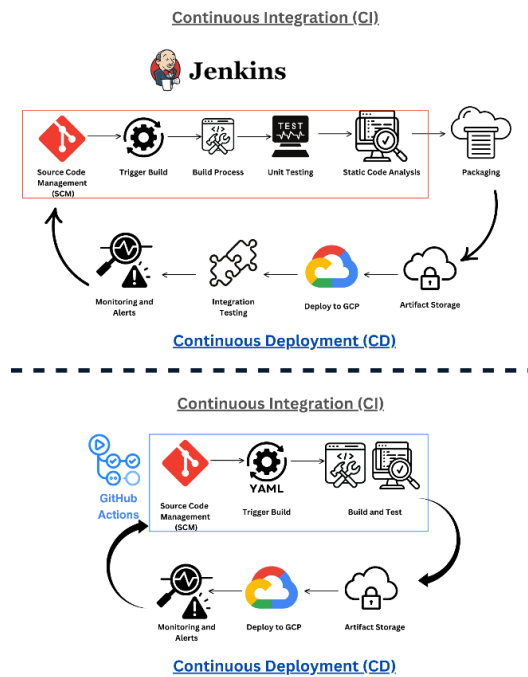 Continuous Integration (CI)
Jenkins
TEST
Source Code
Management
(SCM)
Trigger Build
Build Process
Unit Testing
Static Code Analysis
Packaging
Monitoring and
Alerts
Integration
Testing
Deploy to GCP
Artifact Storage
Continuous Deployment (CD)
Continuous Integration (CI)
GitHub
Actions
YAML
Source Code
Management
(SCM)
Trigger Build
Build and Test
Monitoring and
Alerts
Deploy to GCP
Artifact Storage
Continuous Deployment (CD)